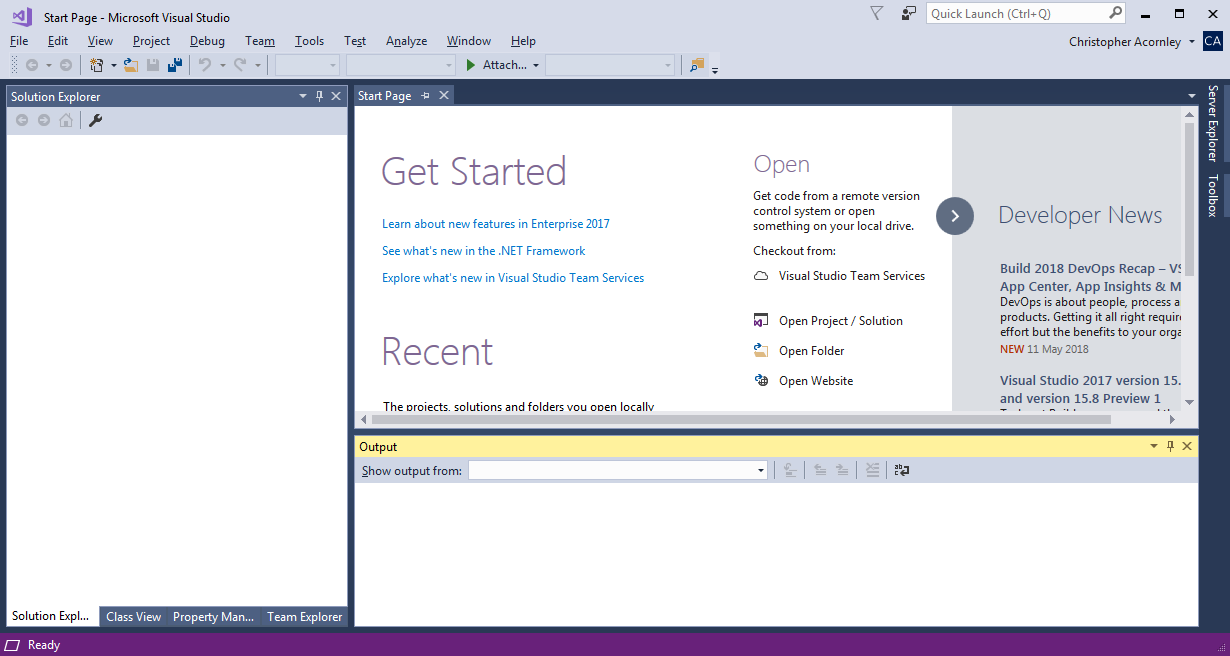 Start Page - Microsoft Visual Studio
Quick Launch (Ctrl+Q)
File Edit View Project Debug Team Tools Test Analyze Window Help
Christopher Acornley CA
Attach...
Solution Explorer
Start Page
Server Explorer
Toolbox
Get Started
Learn about new features in Enterprise 2017
See what's new in the .NET Framework
Explore what's new in Visual Studio Team Services
Recent
The projects, solutions and folders you open locally
Open
Get code from a remote version
control system or open
something on your local drive.
Checkout from:
Visual Studio Team Services
Open Project / Solution
Open Folder
Open Website
Developer News
Build 2018 DevOps Recap – VS
App Center, App Insights & M
DevOps is about people, process a
products. Getting it all right require
effort but the benefits to your orga
NEW 11 May 2018
Visual Studio 2017 version 15.
and version 15.8 Preview 1
Output
Show output from:
Solution Expl... Class View Property Man... Team Explorer
Ready